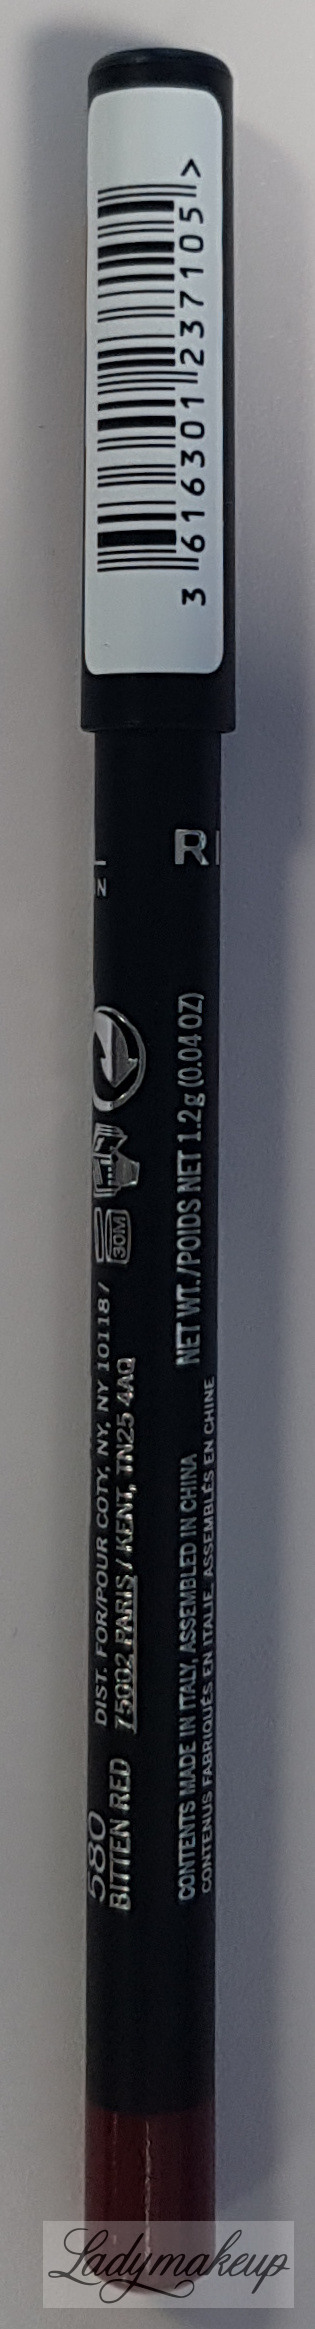 3 616301 237105 >
R
N
30M
NET WT./POIDS NET 1.2g (0.04 OZ)
DIST. FOR/POUR COTY, NY, NY 10118 /
75002 PARIS / KENT, TN25 4AQ
CONTENTS MADE IN ITALY, ASSEMBLED IN CHINA
CONTENUS FABRIQUÉS EN ITALIE, ASSEMBLÉS EN CHINE
580
BITTEN RED
Ladymakeup